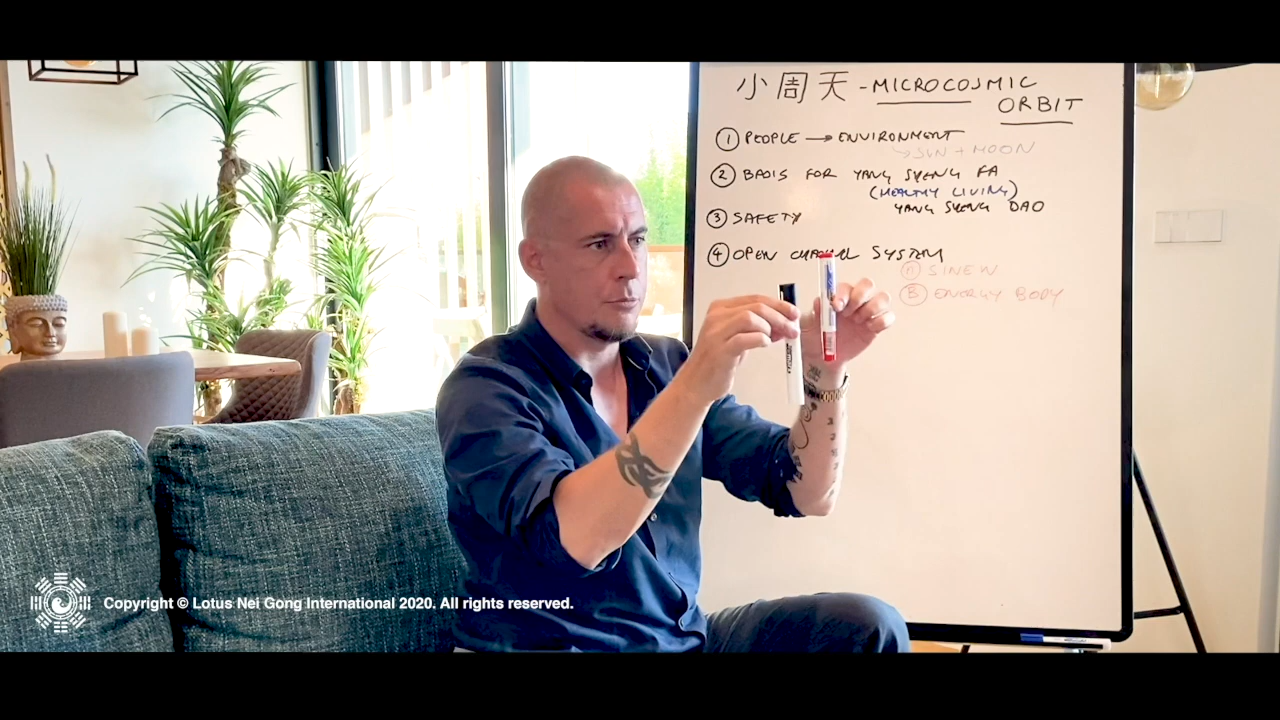 小周天 - MICROCOSMIC
ORBIT
① PEOPLE → ENVIRONMENT
↘ SUN + MOON
② BASIS FOR YANG SHENG FA
(HEALTHY LIVING)
YANG SHENG DAO
③ SAFETY
④ OPEN CHANNEL SYSTEM
Ⓐ SINEW
Ⓑ ENERGY BODY
Copyright © Lotus Nei Gong International 2020. All rights reserved.